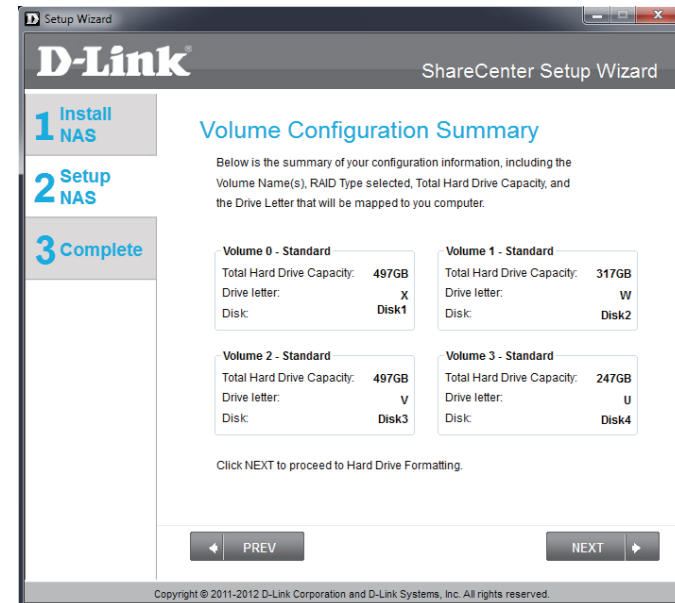 Setup Wizard
D-Link®
ShareCenter Setup Wizard
1 Install NAS
2 Setup NAS
3 Complete
Volume Configuration Summary
Below is the summary of your configuration information, including the
Volume Name(s), RAID Type selected, Total Hard Drive Capacity, and
the Drive Letter that will be mapped to you computer.
Volume 0 - Standard
Total Hard Drive Capacity: 497GB
Drive letter: X
Disk: Disk1
Volume 1 - Standard
Total Hard Drive Capacity: 317GB
Drive letter: W
Disk: Disk2
Volume 2 - Standard
Total Hard Drive Capacity: 497GB
Drive letter: V
Disk: Disk3
Volume 3 - Standard
Total Hard Drive Capacity: 247GB
Drive letter: U
Disk: Disk4
Click NEXT to proceed to Hard Drive Formatting.
PREV
NEXT
Copyright © 2011-2012 D-Link Corporation and D-Link Systems, Inc. All rights reserved.